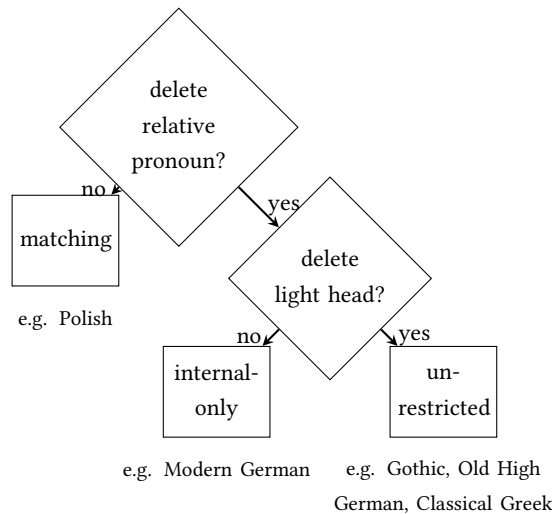 delete
relative
pronoun?
no
yes
matching
e.g. Polish
delete
light head?
no
yes
internal-
only
un-
restricted
e.g. Modern German
e.g. Gothic, Old High
German, Classical Greek